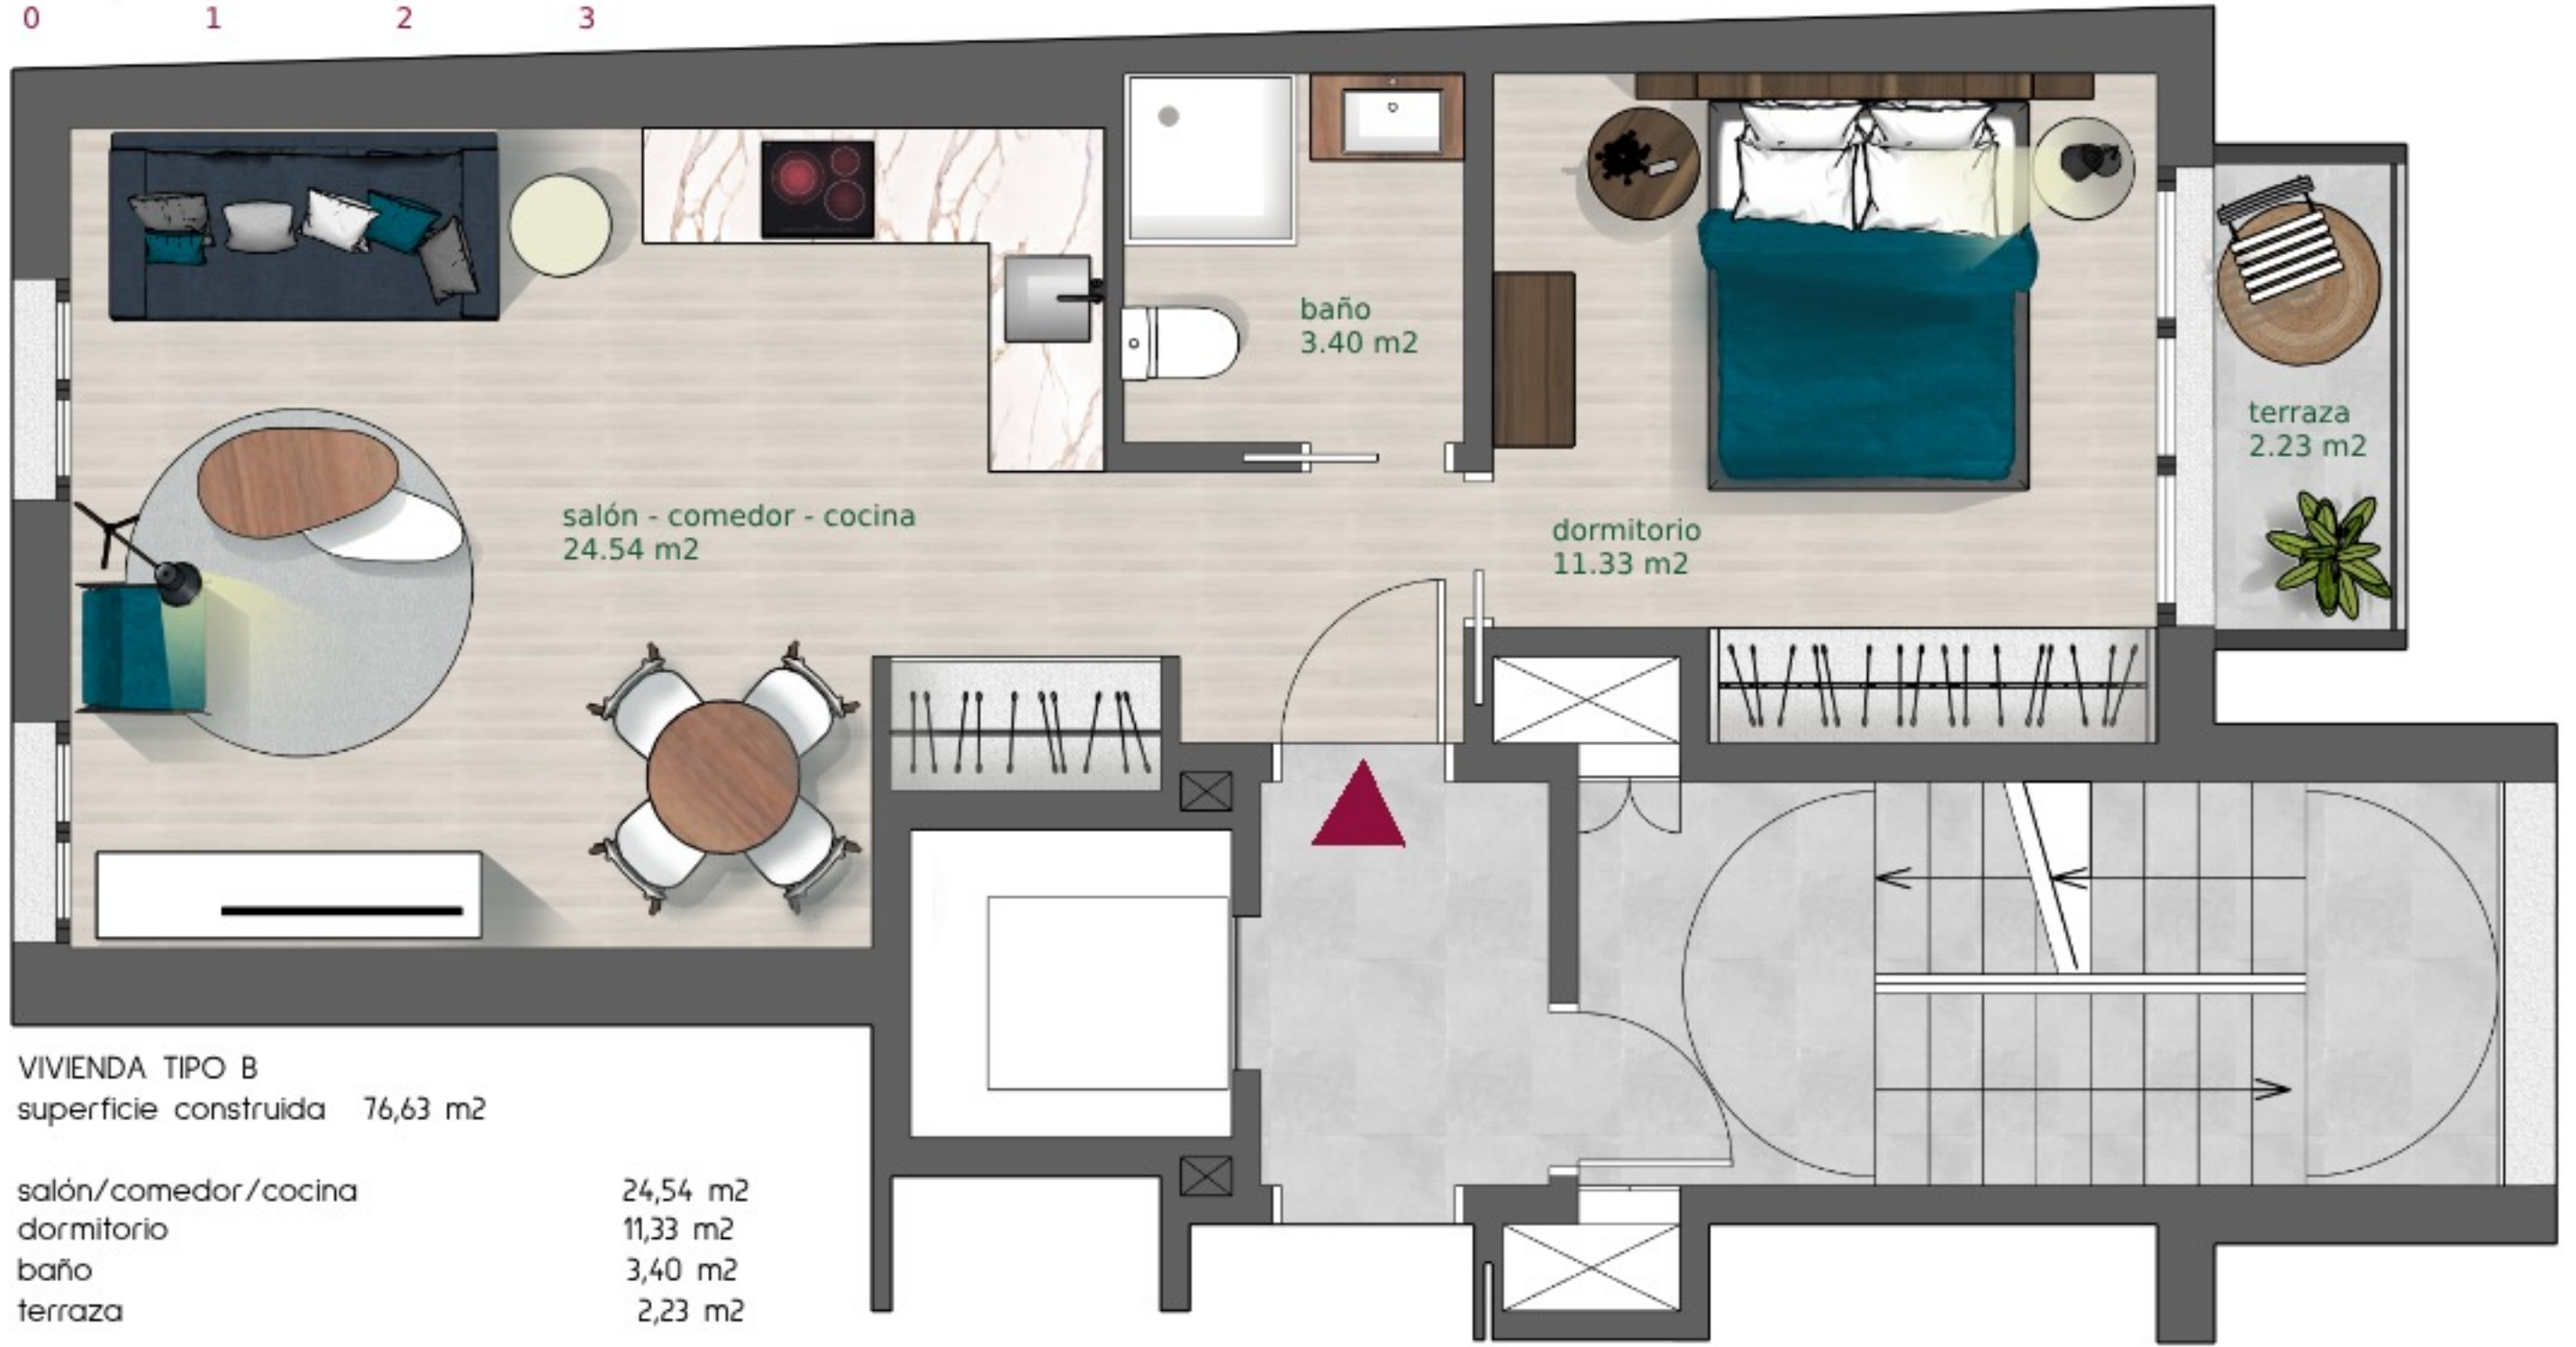 0 1 2 3
baño
3.40 m2
terraza
2.23 m2
salón - comedor - cocina
24.54 m2
dormitorio
11.33 m2
VIVIENDA TIPO B
superficie construida 76,63 m2
salón/comedor/cocina 24,54 m2
dormitorio 11,33 m2
baño 3,40 m2
terraza 2,23 m2